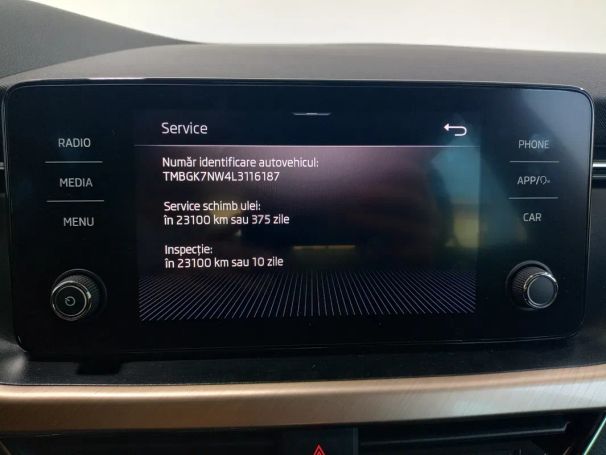 Service
RADIO
MEDIA
MENU
Număr identificare autovehicul:
TMBGK7NW4L3116187
Service schimb ulei:
în 23100 km sau 375 zile
Inspecție:
în 23100 km sau 10 zile
PHONE
APP/
CAR